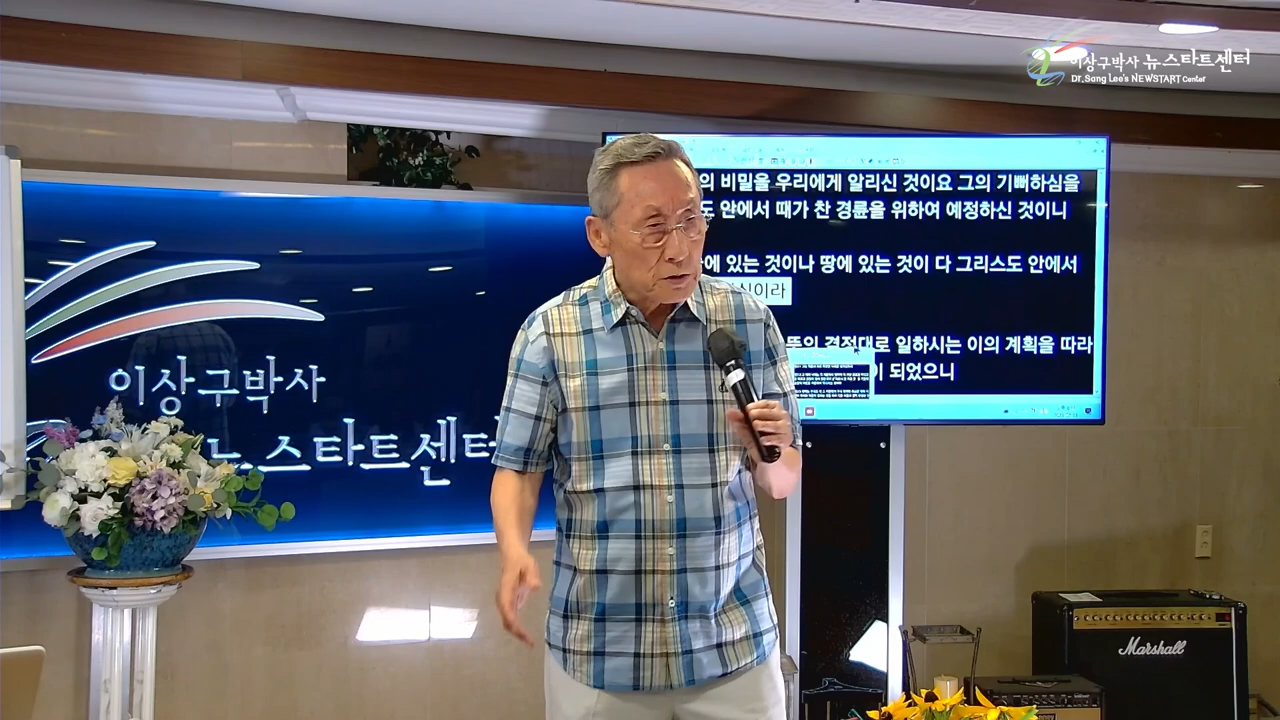 이상구박사 뉴스타트센터
Dr. Sang Lee's NEWSTART Center
의 비밀을 우리에게 알리신 것이요 그의 기뻐하심을
안에서 때가 찬 경륜을 위하여 예정하신 것이니
에 있는 것이나 땅에 있는 것이 다 그리스도 안에서
이라
뜻의 결정대로 일하시는 이의 계획을 따라
이 되었으니
이상구박사
뉴스타트센터
Marshall